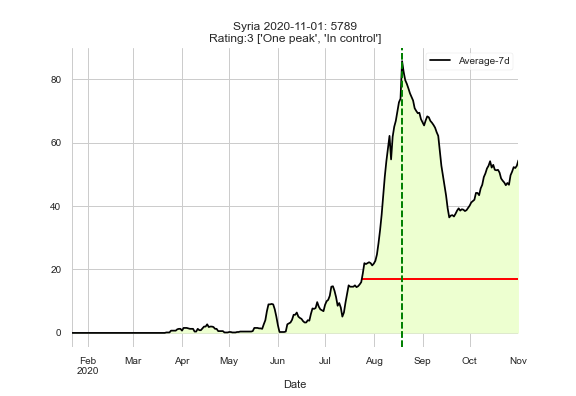 Syria 2020-11-01: 5789
Rating:3 ['One peak', 'In control']
Average-7d
80
60
40
20
0
Feb Mar Apr May Jun Jul Aug Sep Oct Nov
2020
Date